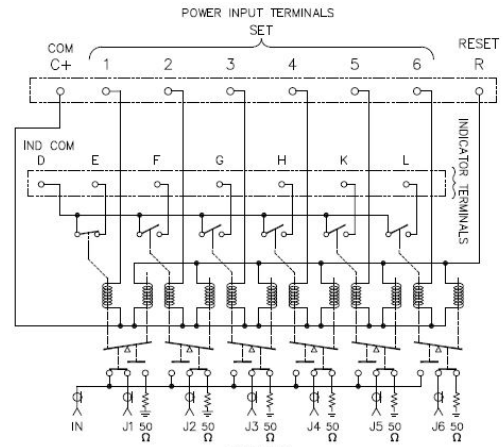 POWER INPUT TERMINALS
SET
COM
C+ 1 2 3 4 5 6
RESET
R
IND COM
D E F G H K L
INDICATOR TERMINALS
IN J1 50 Ω J2 50 Ω J3 50 Ω J4 50 Ω J5 50 Ω J6 50 Ω